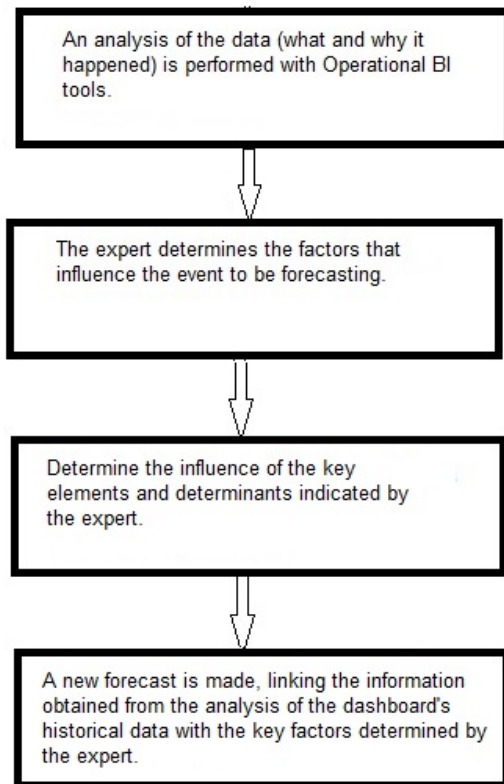 An analysis of the data (what and why it
happened) is performed with Operational BI
tools.
The expert determines the factors that
influence the event to be forecasting.
Determine the influence of the key
elements and determinants indicated by
the expert.
A new forecast is made, linking the information
obtained from the analysis of the dashboard's
historical data with the key factors determined by
the expert.